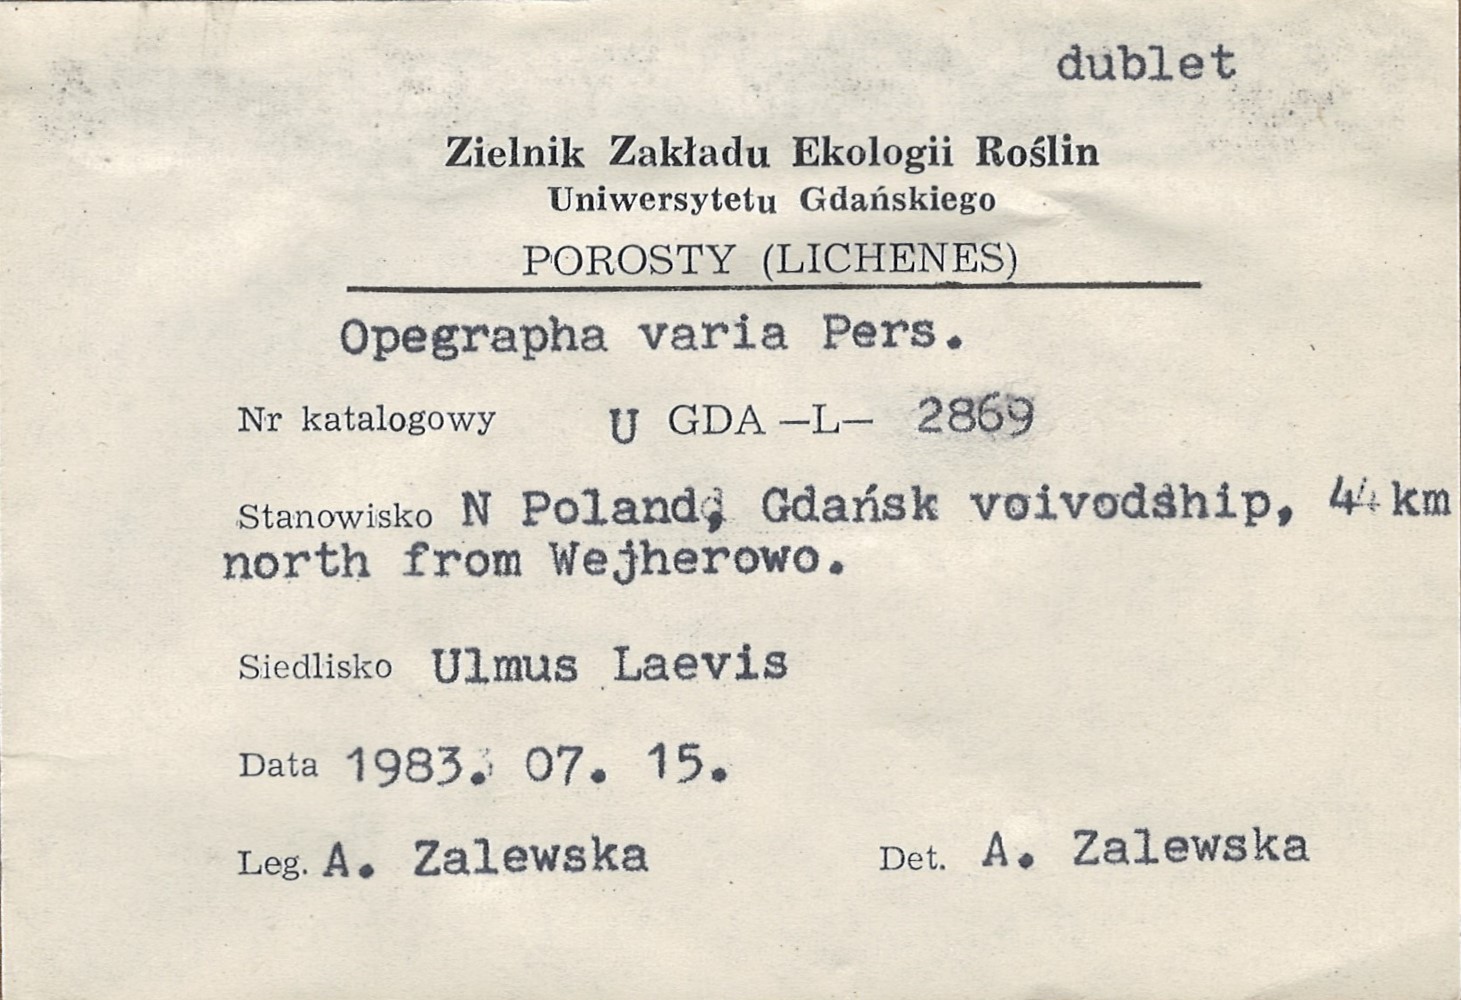 dublet
Zielnik Zakładu Ekologii Roślin
Uniwersytetu Gdańskiego
POROSTY (LICHENES)
Opegrapha varia Pers.
Nr katalogowy U GDA —L— 2869
Stanowisko N Poland, Gdańsk voivodship, 4 km
north from Wejherowo.
Siedlisko Ulmus Laevis
Data 1983. 07. 15.
Leg. A. Zalewska Det. A. Zalewska